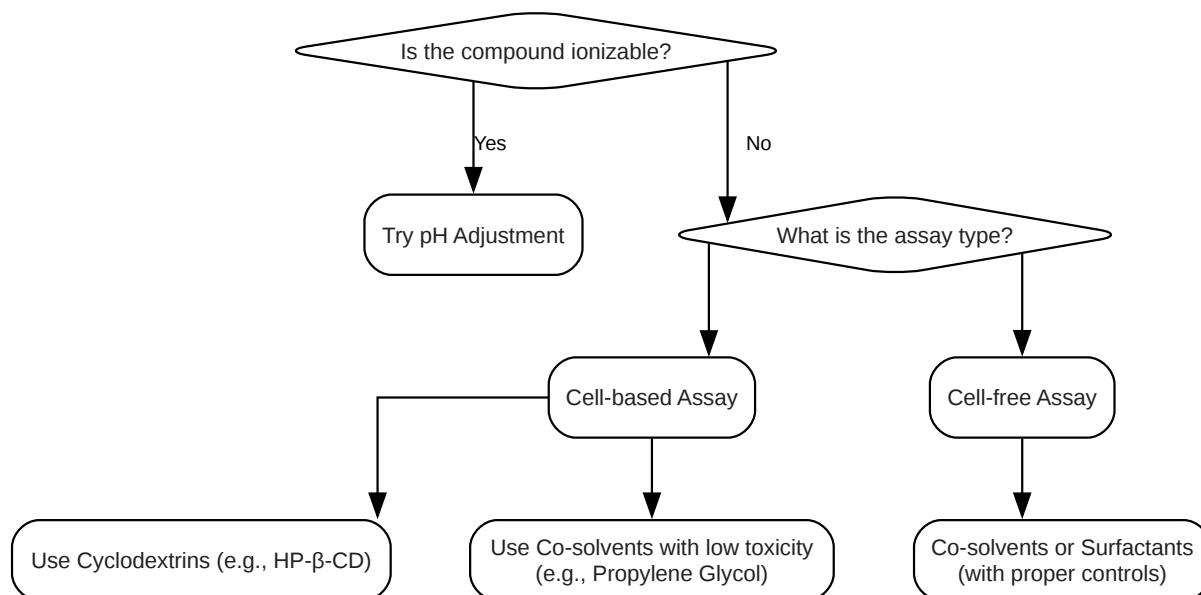 Is the compound ionizable?
Yes
No
Try pH Adjustment
What is the assay type?
Cell-based Assay
Cell-free Assay
Use Cyclodextrins (e.g., HP-β-CD)
Use Co-solvents with low toxicity
(e.g., Propylene Glycol)
Co-solvents or Surfactants
(with proper controls)